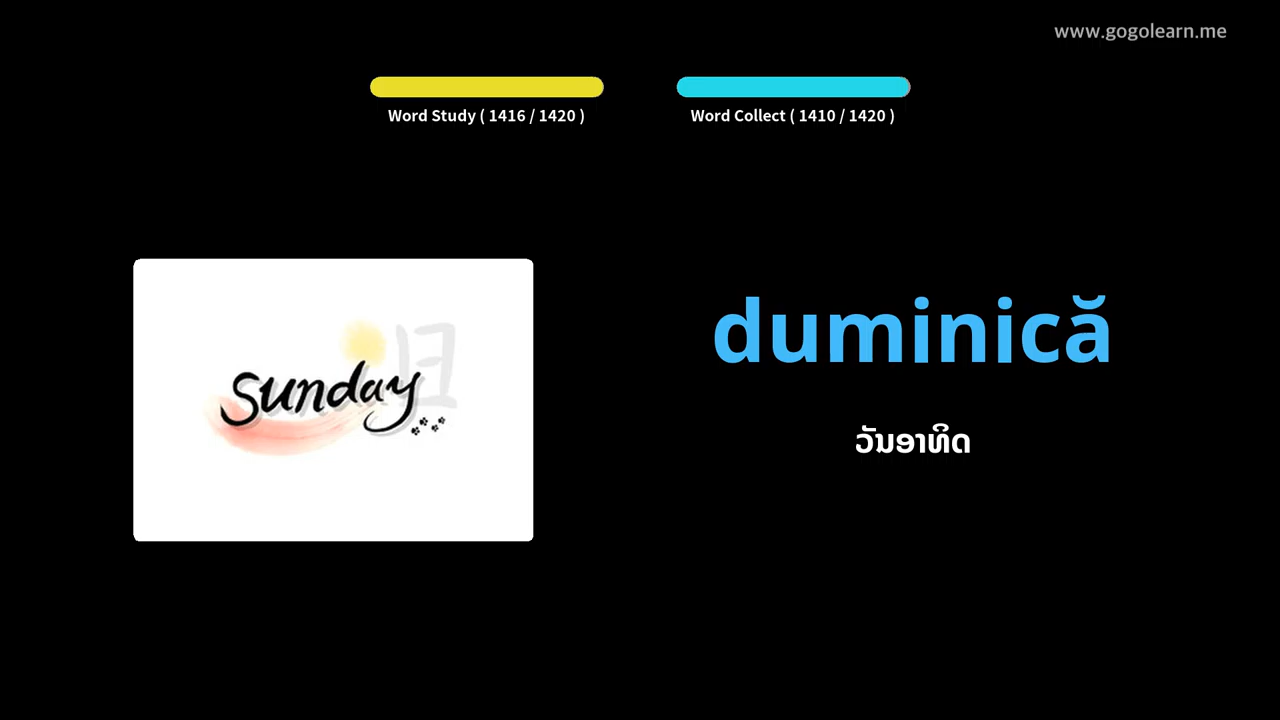 www.gogolearn.me
Word Study ( 1416 / 1420 )
Word Collect ( 1410 / 1420 )
Sunday
duminică
ວັນອາທິດ